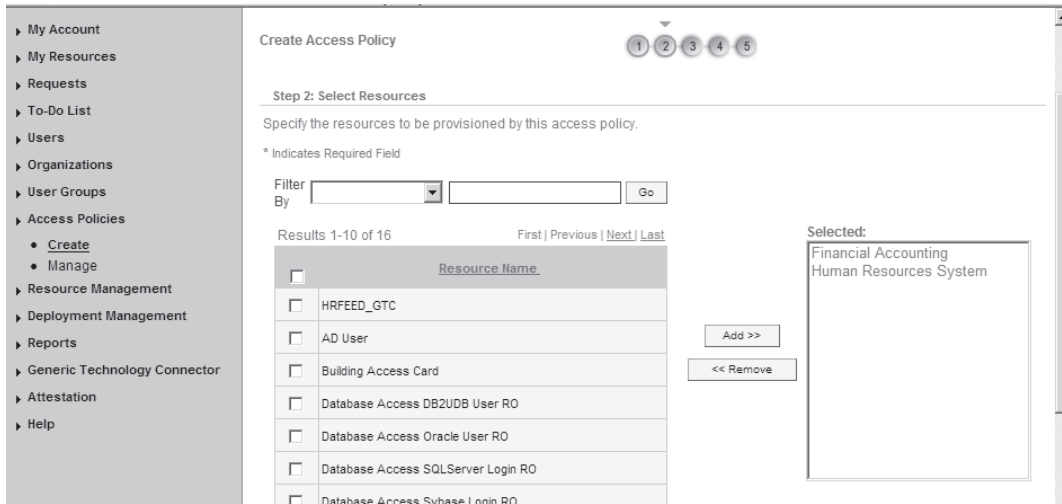 My Account
My Resources
Requests
To-Do List
Users
Organizations
User Groups
Access Policies
Create
Manage
Resource Management
Deployment Management
Reports
Generic Technology Connector
Attestation
Help
Create Access Policy
1 2 3 4 5
Step 2: Select Resources
Specify the resources to be provisioned by this access policy.
* Indicates Required Field
Filter By
Go
Results 1-10 of 16
First | Previous | Next | Last
Resource Name
HRFEED_GTC
AD User
Building Access Card
Database Access DB2UDB User RO
Database Access Oracle User RO
Database Access SQLServer Login RO
Database Access Sybase Login RO
Add >>
<< Remove
Selected:
Financial Accounting
Human Resources System